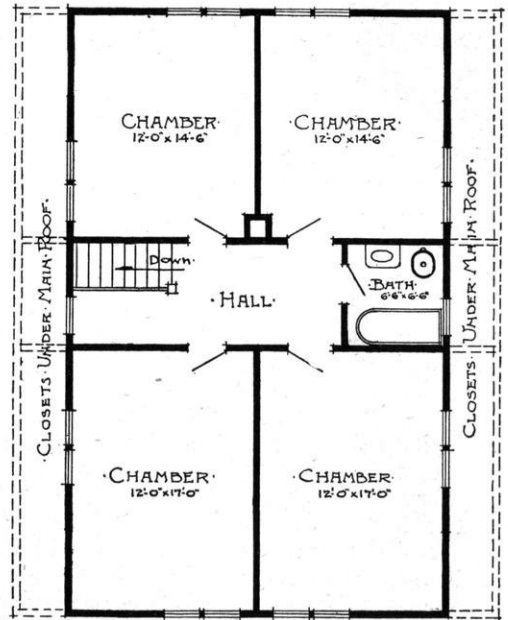 CHAMBER·
12'-0" x 14'-6"
·CHAMBER·
12'-0" x 14'-6"
·CLOSETS·UNDER·MAIN·ROOF·
DOWN·
·HALL·
·BATH·
6'-6" x 6'-6"
CLOSETS·UNDER·MAIN·ROOF·
·CHAMBER·
12'-0" x 17'-0"
·CHAMBER·
12'-0" x 17'-0"